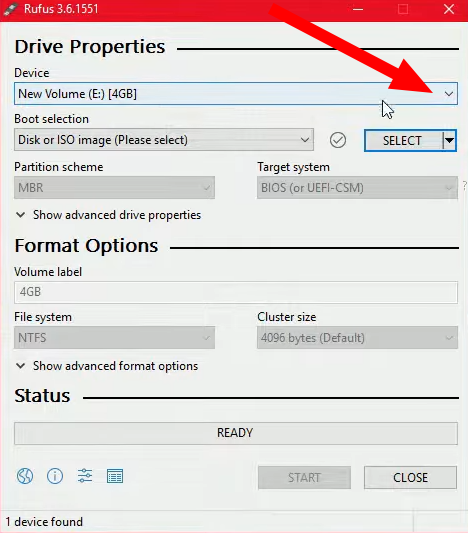 Rufus 3.6.1551
Drive Properties
Device
New Volume (E:) [4GB]
Boot selection
Disk or ISO image (Please select)
SELECT
Partition scheme
Target system
MBR
BIOS (or UEFI-CSM)
?
Show advanced drive properties
Format Options
Volume label
4GB
File system
Cluster size
NTFS
4096 bytes (Default)
Show advanced format options
Status
READY
START
CLOSE
1 device found